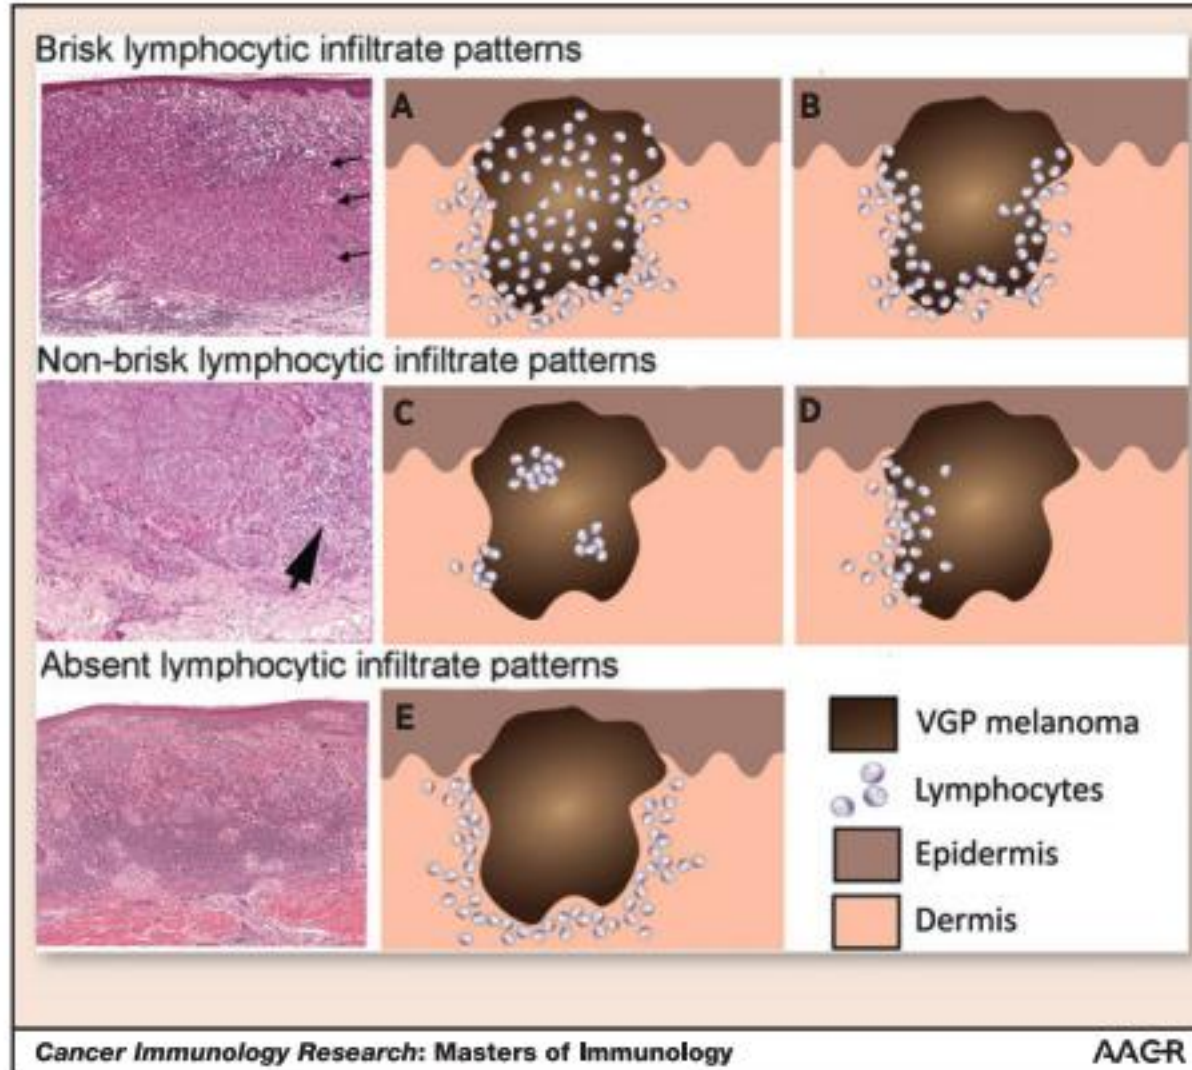 Brisk lymphocytic infiltrate patterns
A
B
Non-brisk lymphocytic infiltrate patterns
C
D
Absent lymphocytic infiltrate patterns
E
VGP melanoma
Lymphocytes
Epidermis
Dermis
Cancer Immunology Research: Masters of Immunology
AACR